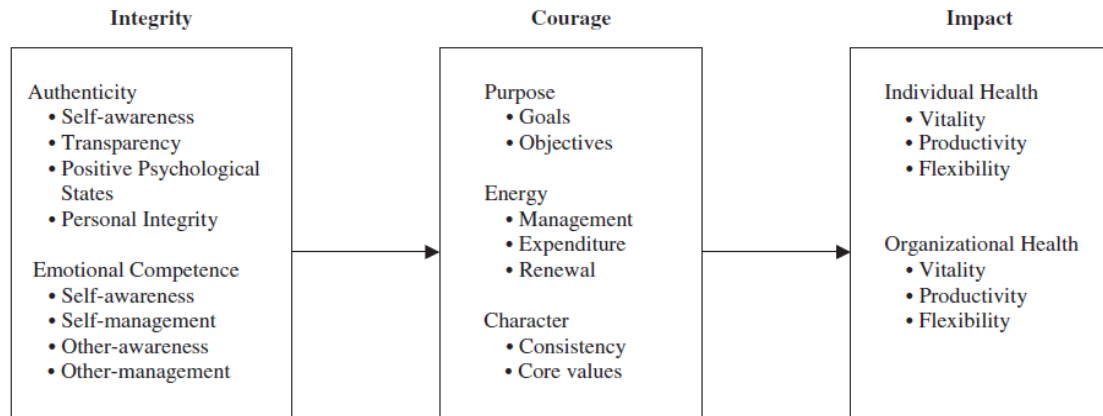 Integrity
Authenticity
• Self-awareness
• Transparency
• Positive Psychological
States
• Personal Integrity
Emotional Competence
• Self-awareness
• Self-management
• Other-awareness
• Other-management
Courage
Purpose
• Goals
• Objectives
Energy
• Management
• Expenditure
• Renewal
Character
• Consistency
• Core values
Impact
Individual Health
• Vitality
• Productivity
• Flexibility
Organizational Health
• Vitality
• Productivity
• Flexibility